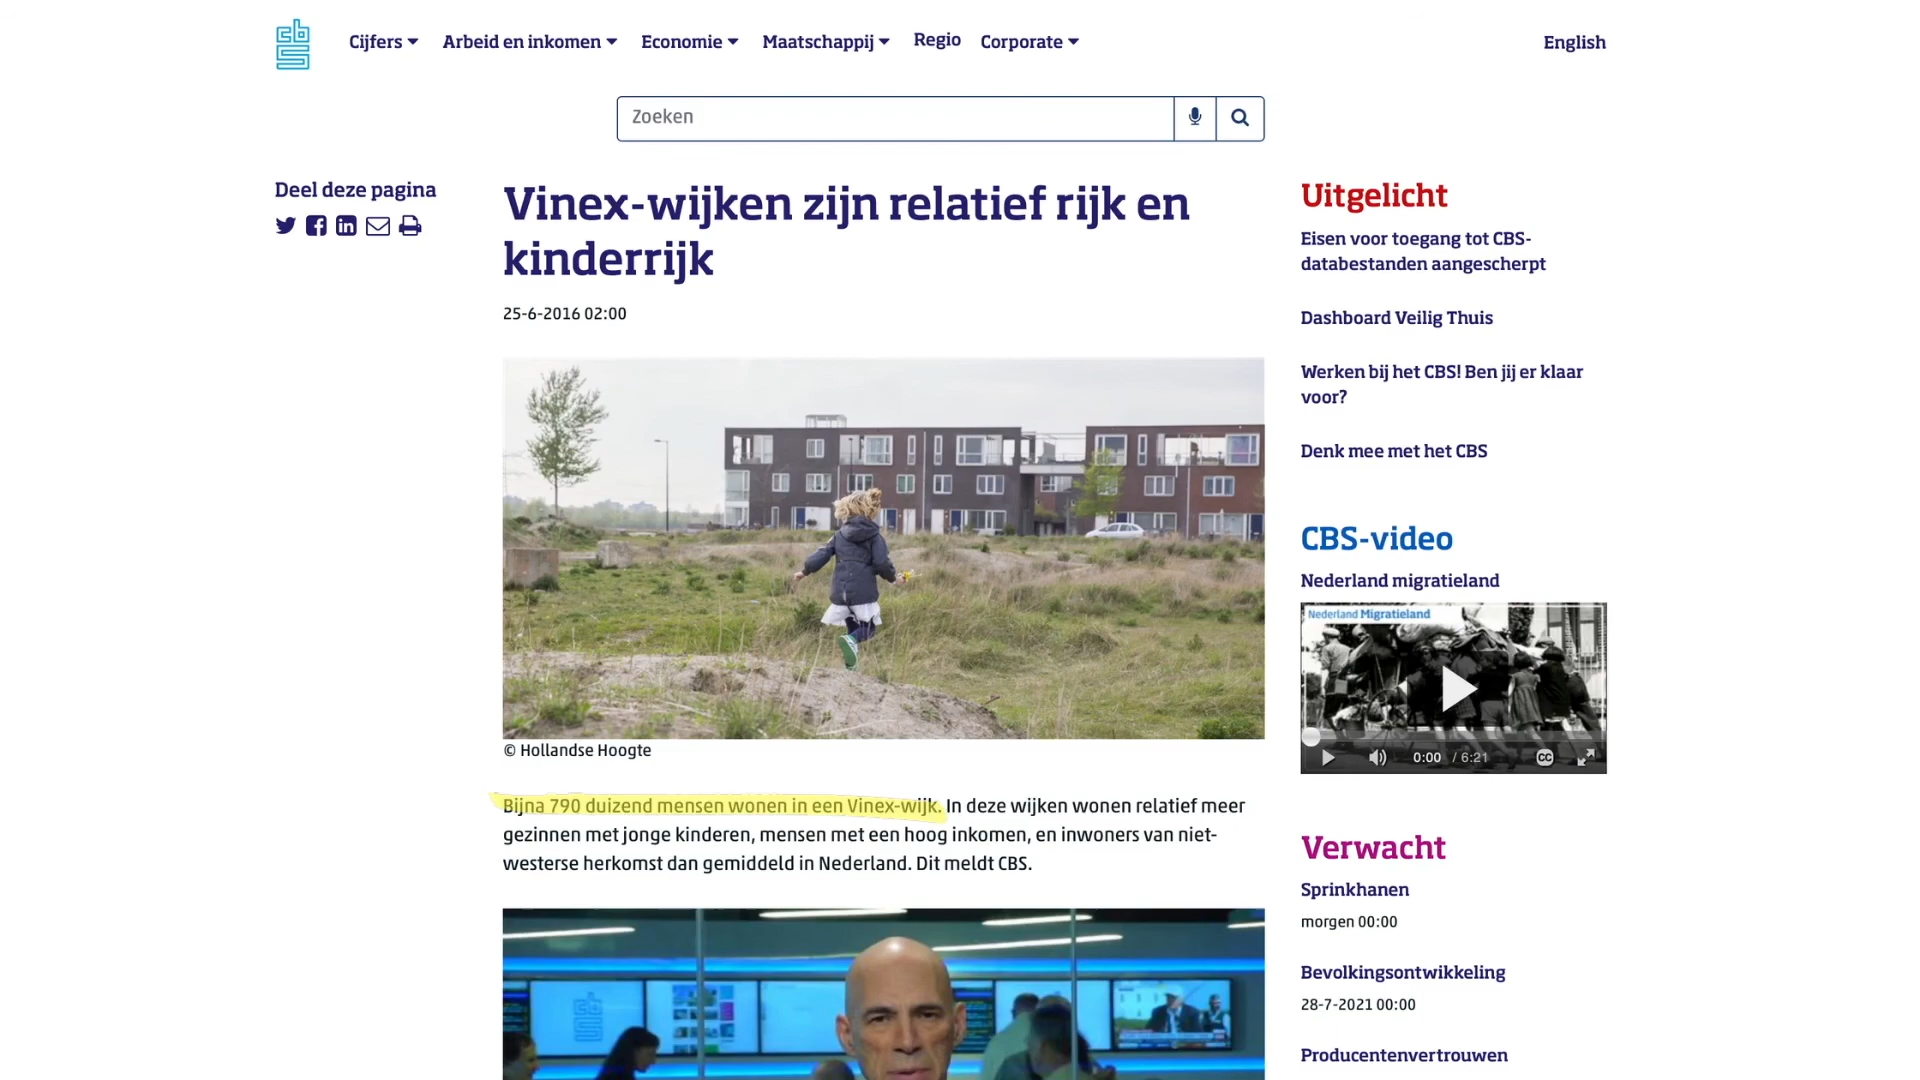 cbs
Cijfers
Arbeid en inkomen
Economie
Maatschappij
Regio
Corporate
English
Zoeken
Deel deze pagina
Vinex-wijken zijn relatief rijk en
kinderrijk
25-6-2016 02:00
© Hollandse Hoogte
Bijna 790 duizend mensen wonen in een Vinex-wijk. In deze wijken wonen relatief meer
gezinnen met jonge kinderen, mensen met een hoog inkomen, en inwoners van niet-
westerse herkomst dan gemiddeld in Nederland. Dit meldt CBS.
Uitgelicht
Eisen voor toegang tot CBS-
databestanden aangescherpt
Dashboard Veilig Thuis
Werken bij het CBS! Ben jij er klaar
voor?
Denk mee met het CBS
CBS-video
Nederland migratieland
Nederland Migratieland
0:00 / 6:21
CC
Verwacht
Sprinkhanen
morgen 00:00
Bevolkingsontwikkeling
28-7-2021 00:00
Producentenvertrouwen